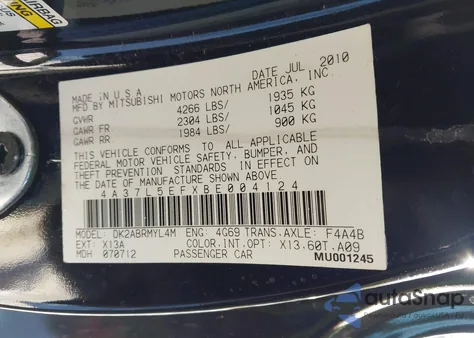 AIRBAG
DATE JUL 2010
MADE IN U.S.A
MFD BY MITSUBISHI MOTORS NORTH AMERICA, INC.
GVWR 4266 LBS/ 1935 KG
GAWR FR 2304 LBS/ 1045 KG
GAWR RR 1984 LBS/ 900 KG
THIS VEHICLE CONFORMS TO ALL APPLICABLE
FEDERAL MOTOR VEHICLE SAFETY, BUMPER, AND
THEFT PREVENTION STANDARDS IN EFFECT ON
THE DATE OF MANUFACTURE SHOWN ABOVE.
4A37L5EFXBE004124
MODEL: DK2ABRMYL4M ENG: 4G69 TRANS.AXLE: F4A4B
EXT: X13A COLOR.INT.OPT: X13.60T.A09
MDH 070712 PASSENGER CAR MU001245
autoSnap